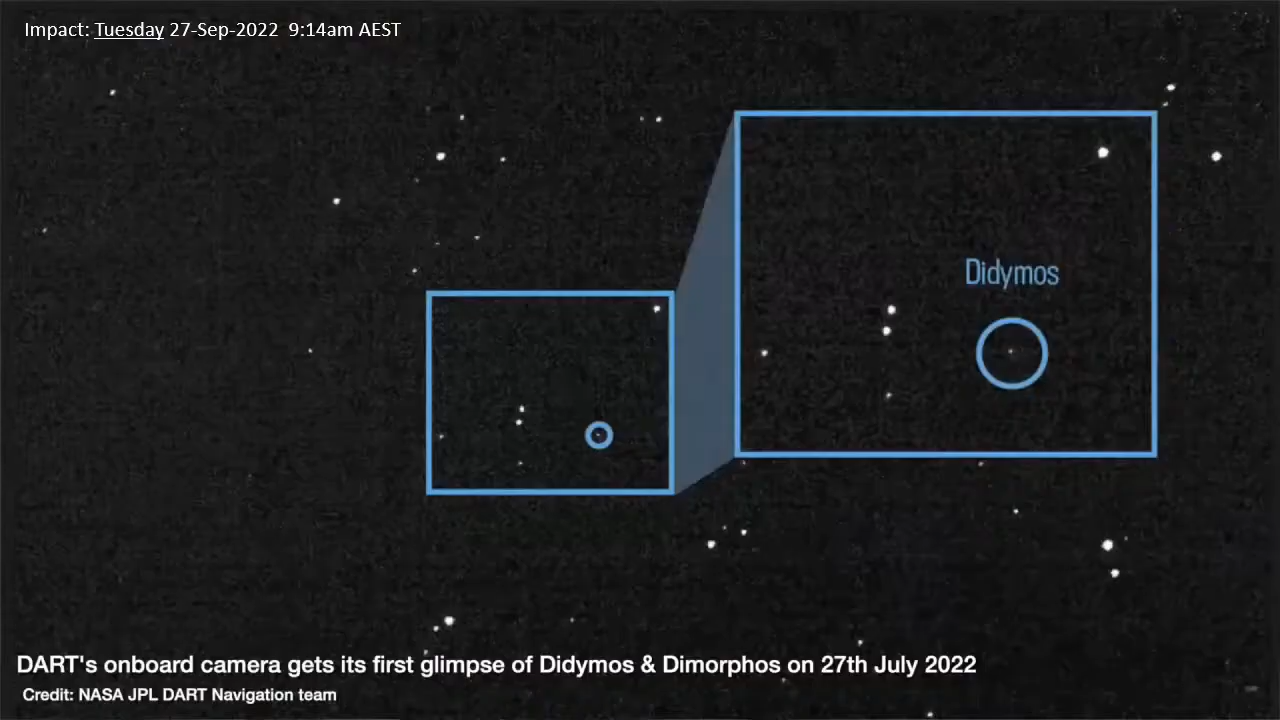 Impact: Tuesday 27-Sep-2022 9:14am AEST
Didymos
DART's onboard camera gets its first glimpse of Didymos & Dimorphos on 27th July 2022
Credit: NASA JPL DART Navigation team